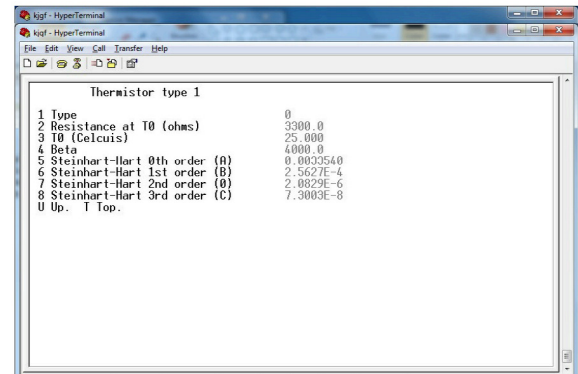 kjgf - HyperTerminal
kjgf - HyperTerminal
File Edit View Call Transfer Help
Thermistor type 1
1 Type 0
2 Resistance at T0 (ohms) 3300.0
3 T0 (Celcuis) 25.000
4 Beta 4000.0
5 Steinhart-Hart 0th order (A) 0.0033540
6 Steinhart-Hart 1st order (B) 2.5627E-4
7 Steinhart-Hart 2nd order (0) 2.0829E-6
8 Steinhart-Hart 3rd order (C) 7.3003E-8
U Up. T Top.